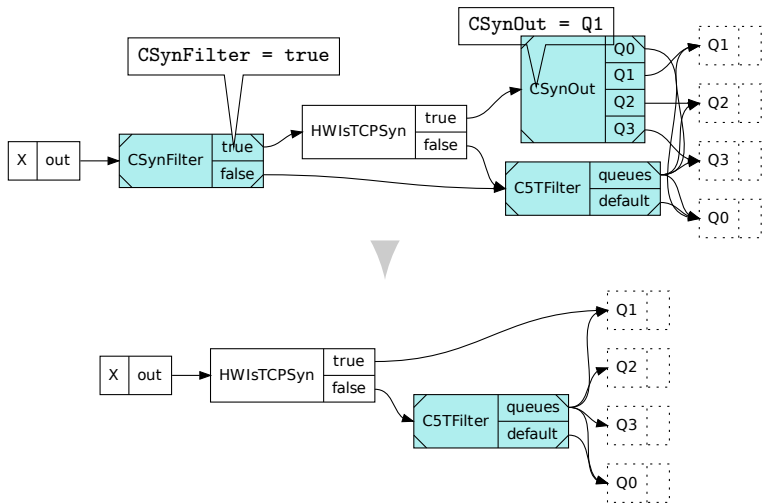 CSynFilter = true
CSynOut = Q1
X out
CSynFilter true false
HWIsTCPSyn true false
CSynOut Q0 Q1 Q2 Q3
C5TFilter queues default
Q1
Q2
Q3
Q0
X out
HWIsTCPSyn true false
C5TFilter queues default
Q1
Q2
Q3
Q0